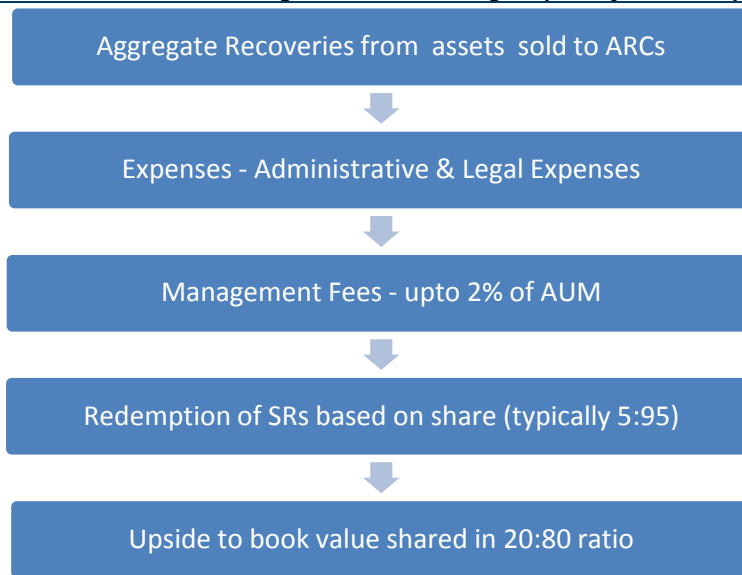 Aggregate Recoveries from assets sold to ARCs
Expenses - Administrative & Legal Expenses
Management Fees - upto 2% of AUM
Redemption of SRs based on share (typically 5:95)
Upside to book value shared in 20:80 ratio